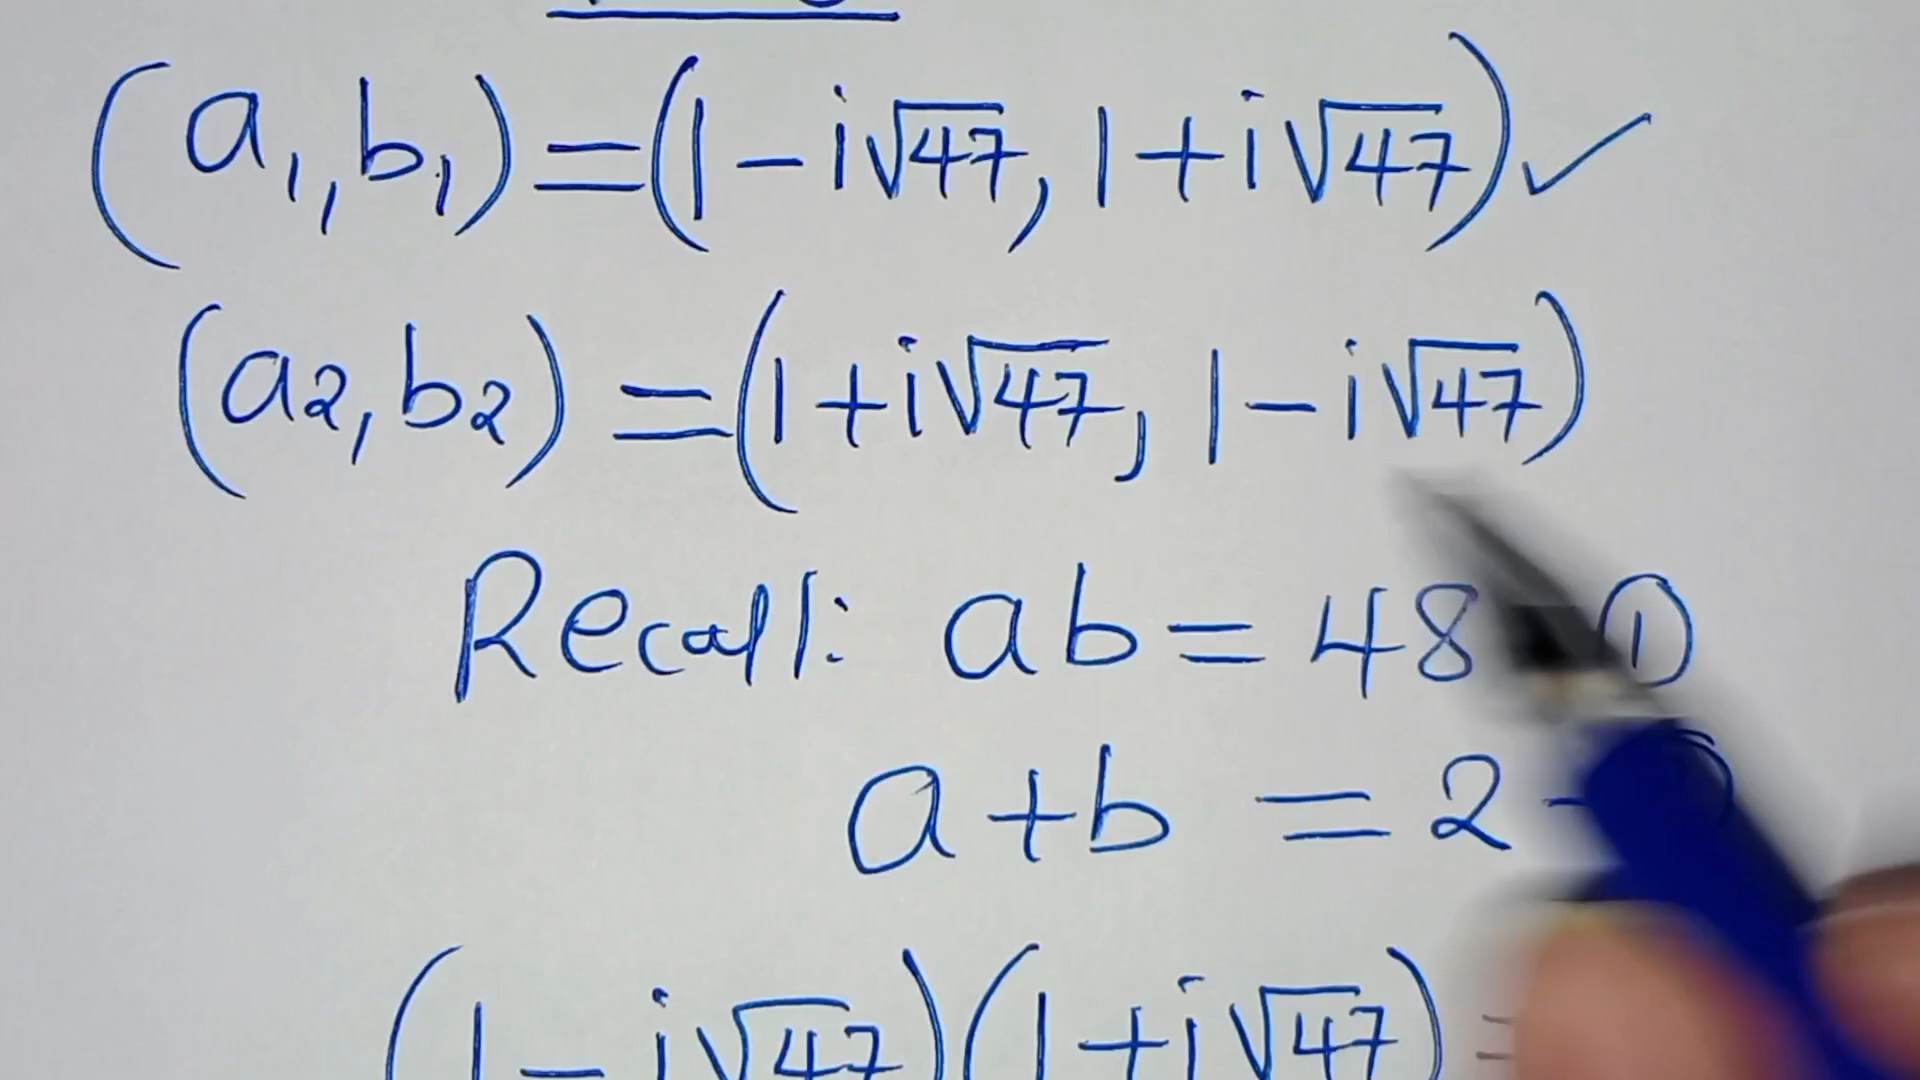 (a₁, b₁) = (1 - i√47, 1 + i√47) ✓
(a2, b2) = (1 + i√47, 1 - i√47)
Recall: ab = 48 ①
a + b = 2 -
(1 - i√47)(1 + i√47) =